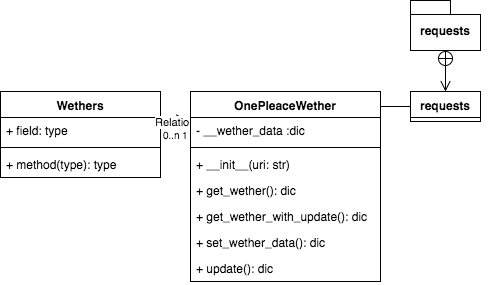 requests
requests
Wethers
+ field: type
+ method(type): type
Relatio
0..n 1
OnePleaceWether
- __wether_data :dic
+ __init__(uri: str)
+ get_wether(): dic
+ get_wether_with_update(): dic
+ set_wether_data(): dic
+ update(): dic